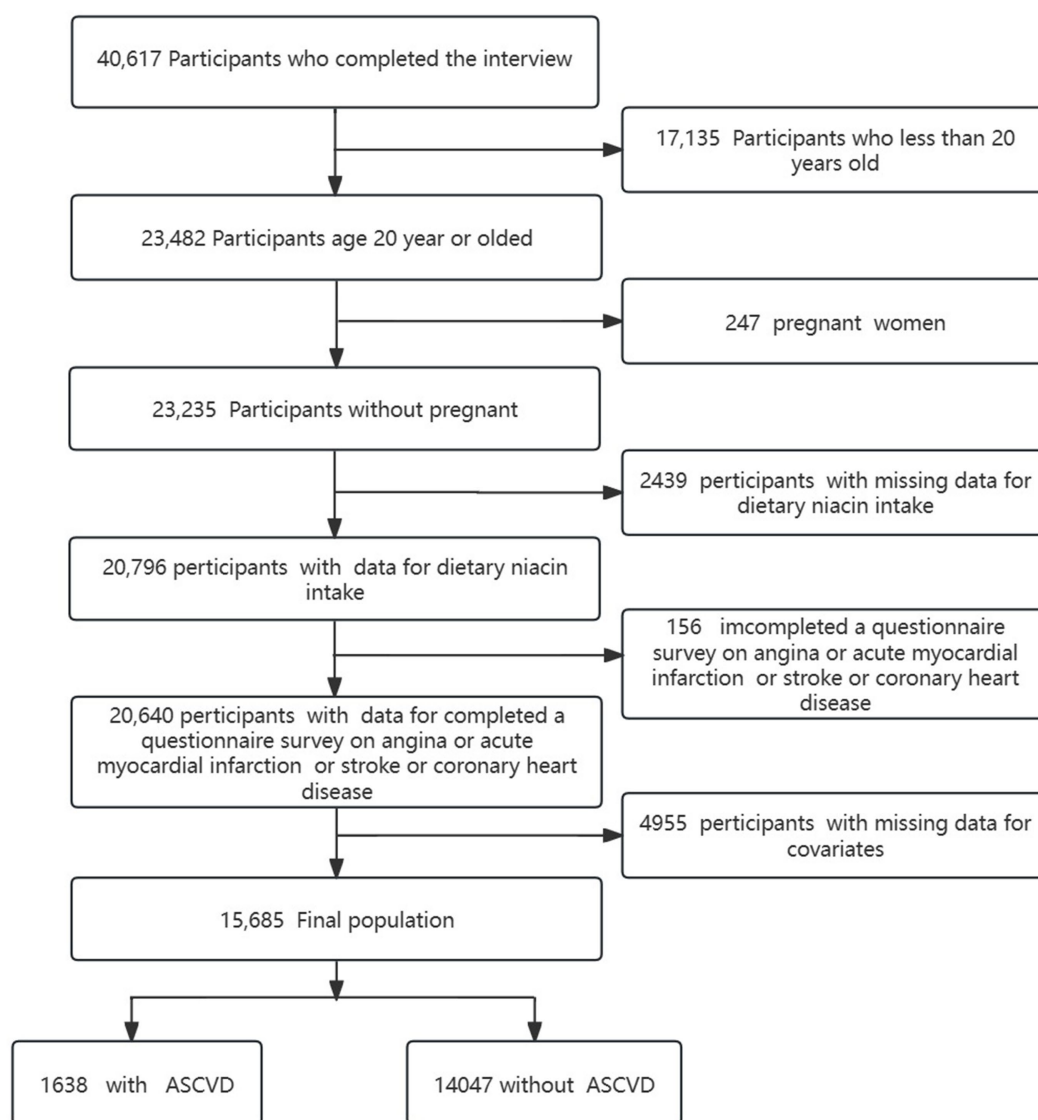 40,617 Participants who completed the interview
17,135 Participants who less than 20
years old
23,482 Participants age 20 year or olded
247 pregnant women
23,235 Participants without pregnant
2439 perticipants with missing data for
dietary niacin intake
20,796 perticipants with data for dietary niacin
intake
156 imcompleted a questionnaire
survey on angina or acute myocardial
infarction or stroke or coronary heart
disease
20,640 perticipants with data for completed a
questionnaire survey on angina or acute
myocardial infarction or stroke or coronary heart
disease
4955 perticipants with missing data for
covariates
15,685 Final population
1638 with ASCVD
14047 without ASCVD